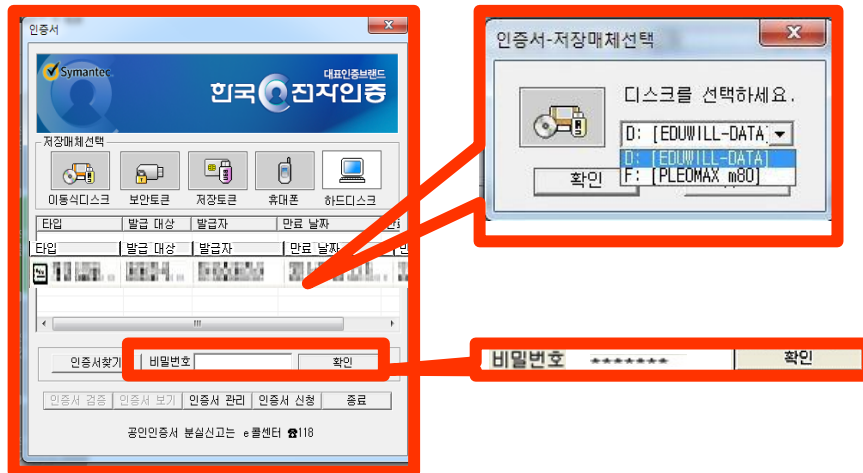 인증서
Symantec.
대표인증브랜드
한국전자인증
저장매체선택
이동식디스크 보안토큰 저장토큰 휴대폰 하드디스크
타입 발급 대상 발급자 만료 날짜
타입 발급 대상 발급자 만료 날짜
인증서찾기 비밀번호 확인
인증서 검증 인증서 보기 인증서 관리 인증서 신청 종료
공인인증서 분실신고는 e콜센터 ☎118
인증서-저장매체선택
디스크를 선택하세요.
D: [EDUWILL-DATA]
D: [EDUWILL-DATA]
F: [PLEOMAX m80]
확인
비밀번호 ******* 확인